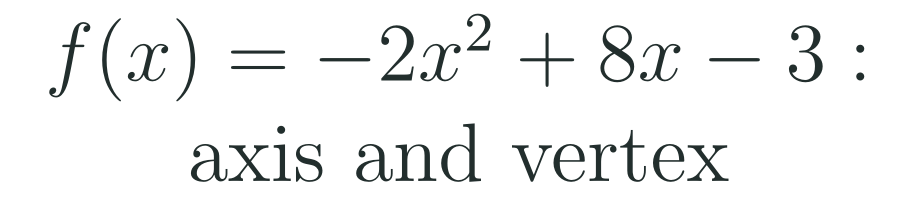 f(x) = −2x² + 8x − 3 :
axis and vertex